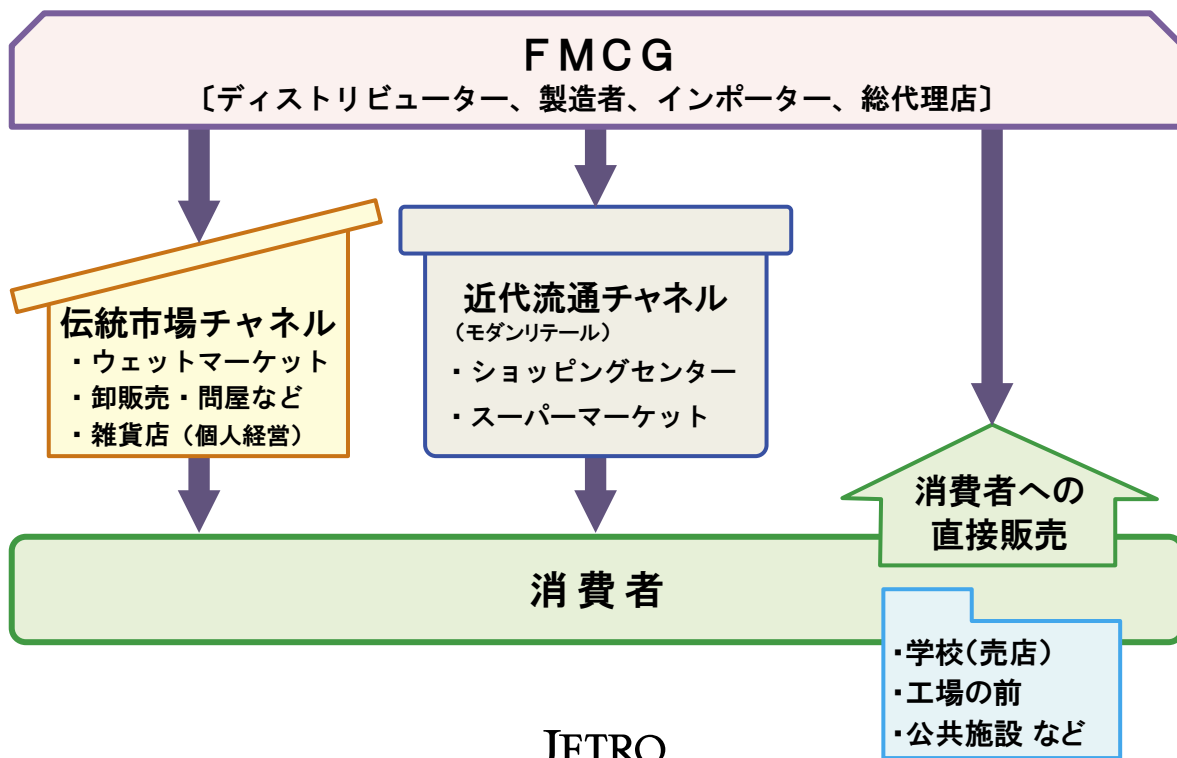 FMCG
〔ディストリビューター、製造者、インポーター、総代理店〕
伝統市場チャネル
・ウェットマーケット
・卸販売・問屋など
・雑貨店（個人経営）
近代流通チャネル
（モダンリテール）
・ショッピングセンター
・スーパーマーケット
消費者への
直接販売
消費者
・学校（売店）
・工場の前
・公共施設 など
JETRO